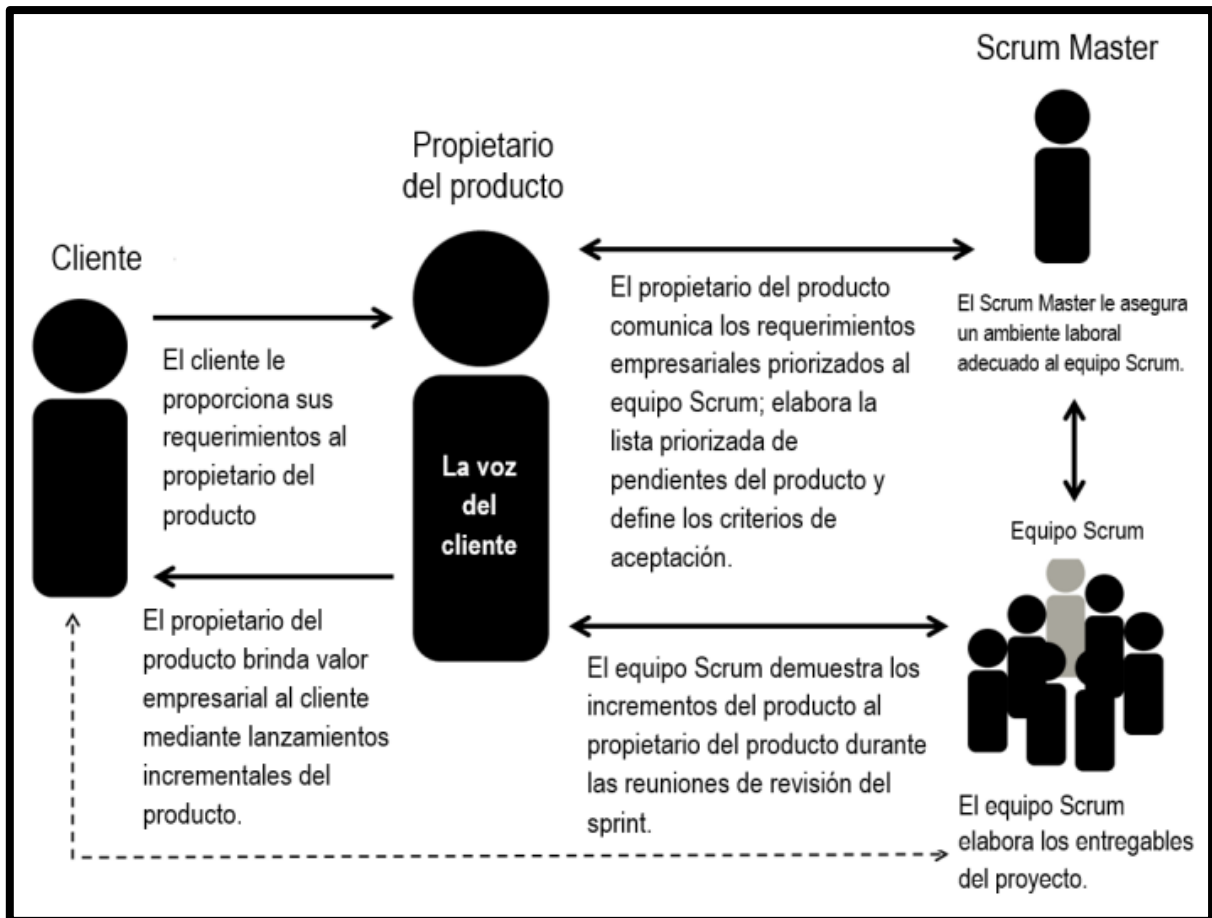 Scrum Master
Propietario
del producto
Cliente
El cliente le
proporciona sus
requerimientos al
propietario del
producto
La voz
del
cliente
El propietario del producto
comunica los requerimientos
empresariales priorizados al
equipo Scrum; elabora la
lista priorizada de
pendientes del producto y
define los criterios de
aceptación.
El Scrum Master le asegura
un ambiente laboral
adecuado al equipo Scrum.
Equipo Scrum
El propietario del
producto brinda valor
empresarial al cliente
mediante lanzamientos
incrementales del
producto.
El equipo Scrum demuestra los
incrementos del producto al
propietario del producto durante
las reuniones de revisión del
sprint.
El equipo Scrum
elabora los entregables
del proyecto.